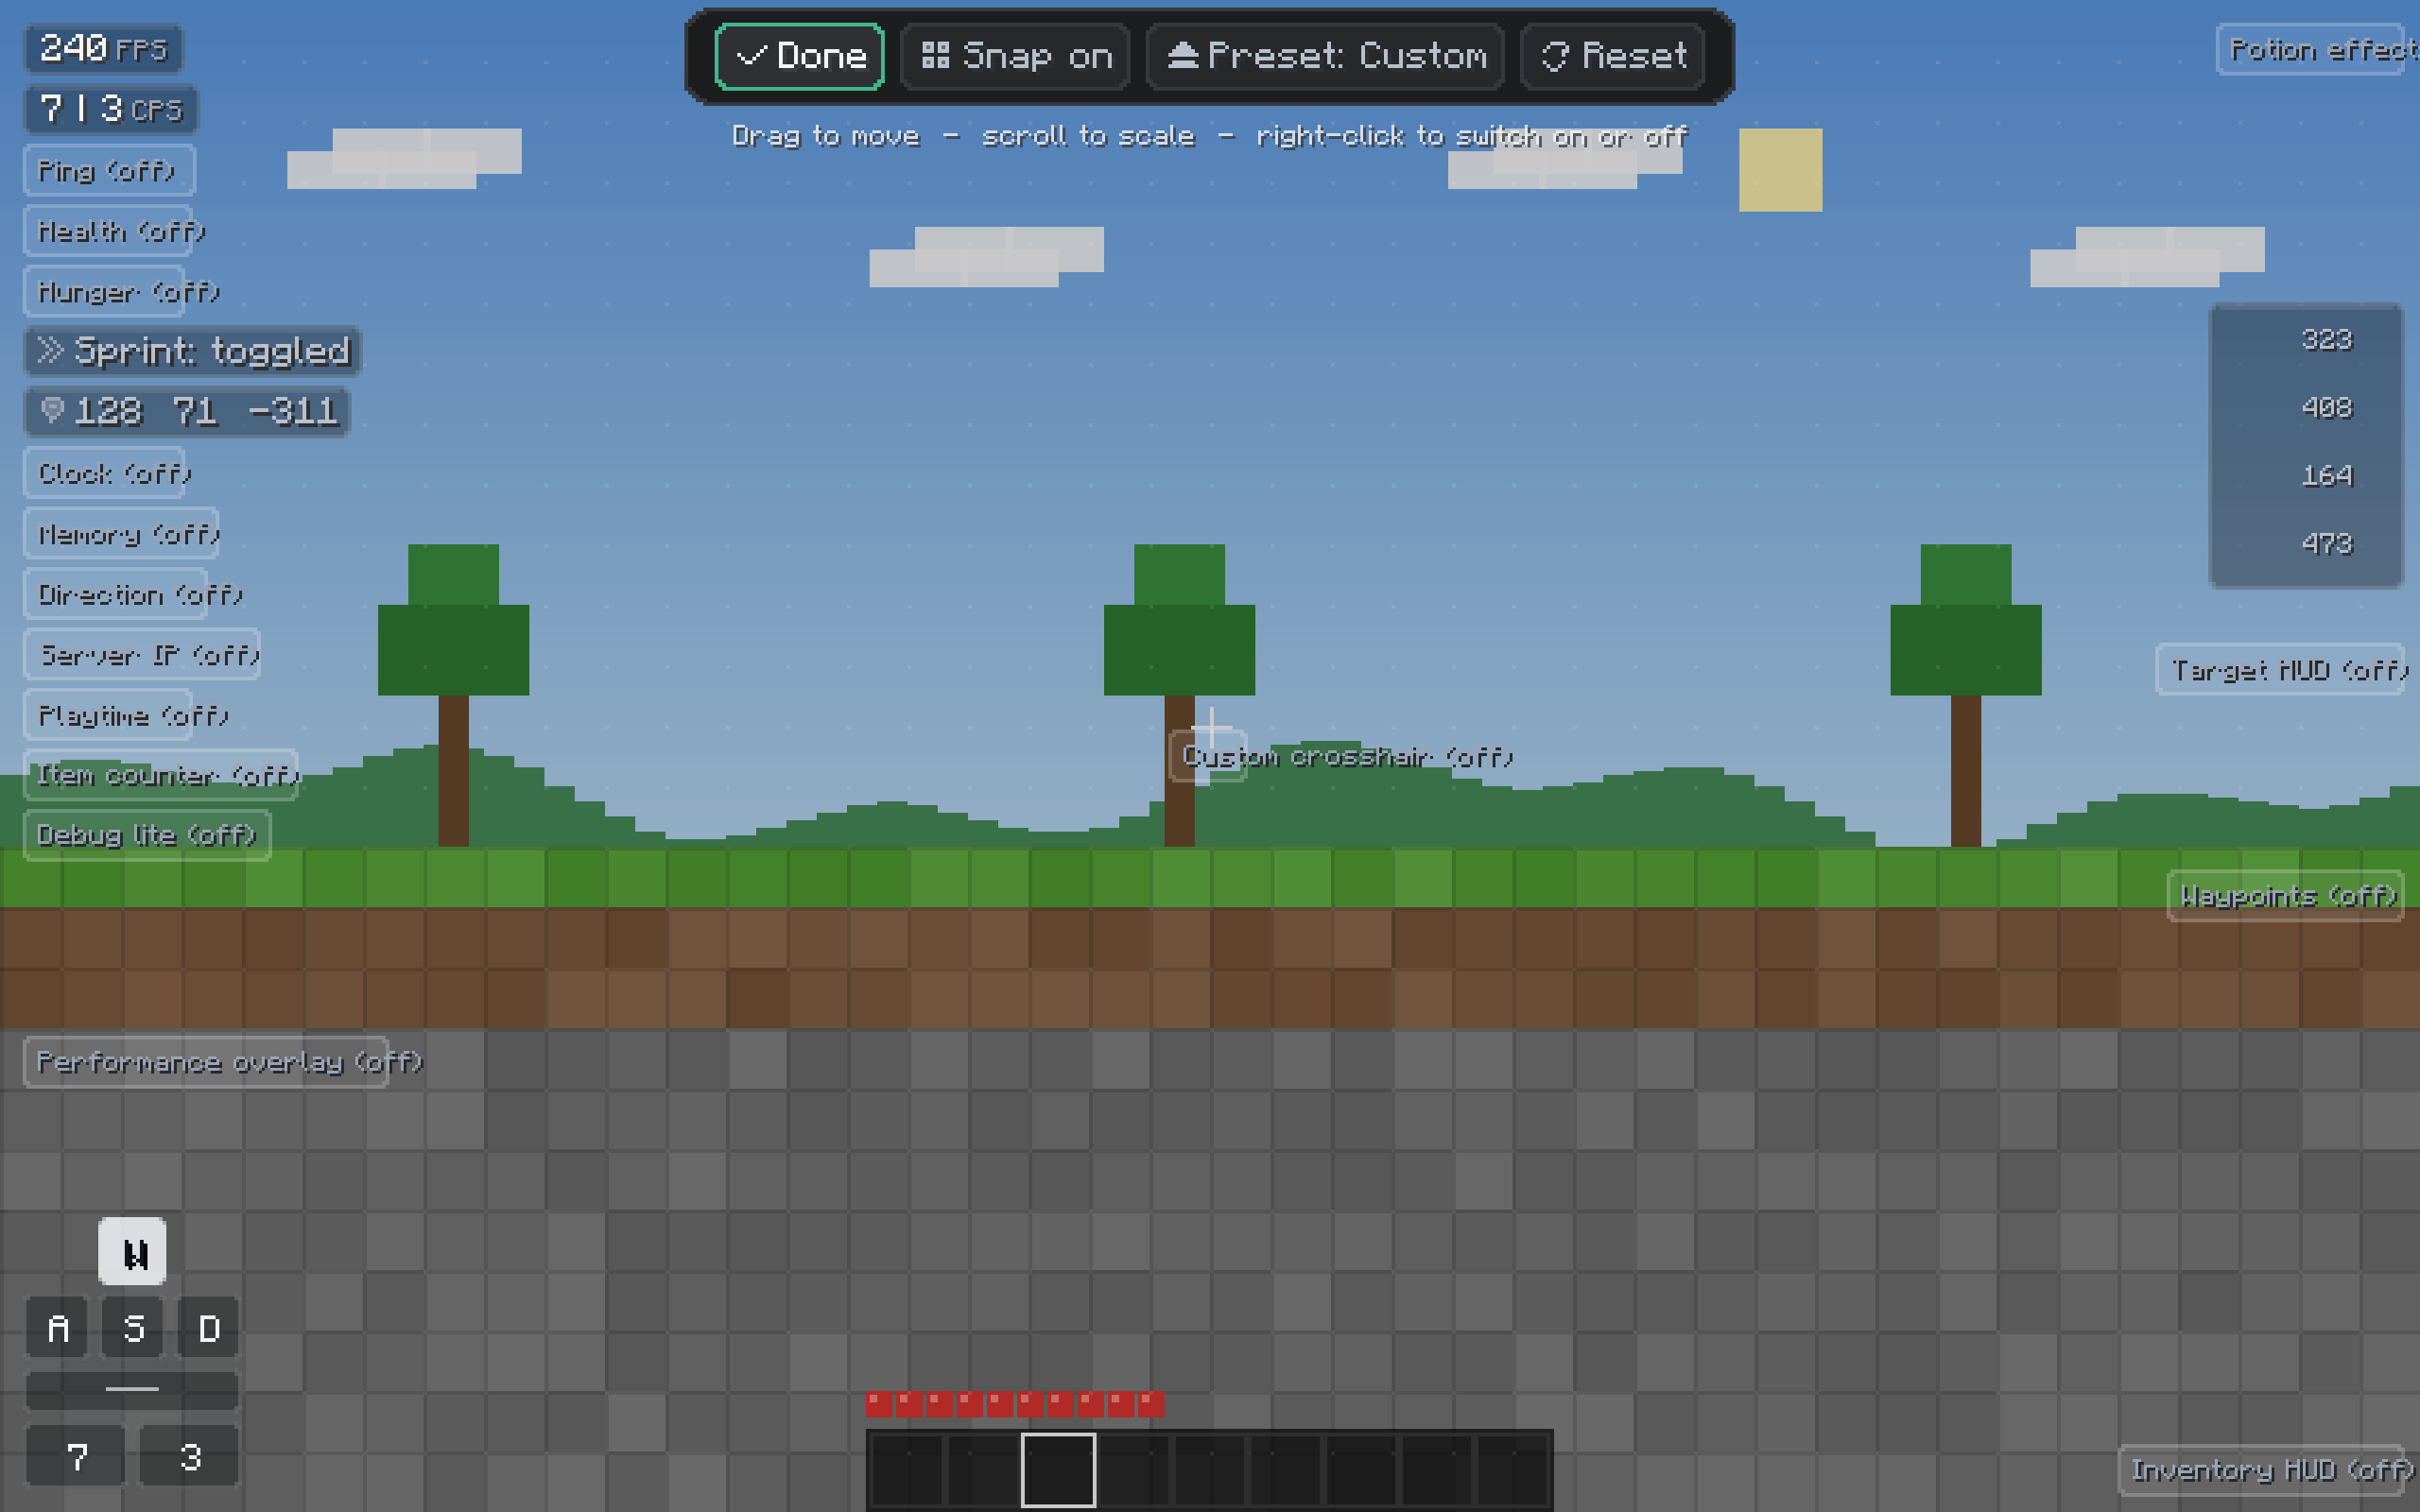 240 FPS
Done
Snap on
Preset: Custom
Reset
Potion effect
7 | 3 CPS
Drag to move - scroll to scale - right-click to switch on or off
Ping (off)
Health (off)
Hunger (off)
Sprint: toggled
128 71 -311
323
408
164
473
Clock (off)
Memory (off)
Direction (off)
Server IP (off)
Target HUD (off)
Playtime (off)
Custom crosshair (off)
Item counter (off)
Debug lite (off)
Waypoints (off)
Performance overlay (off)
W
A S D
7 3
Inventory HUD (off)